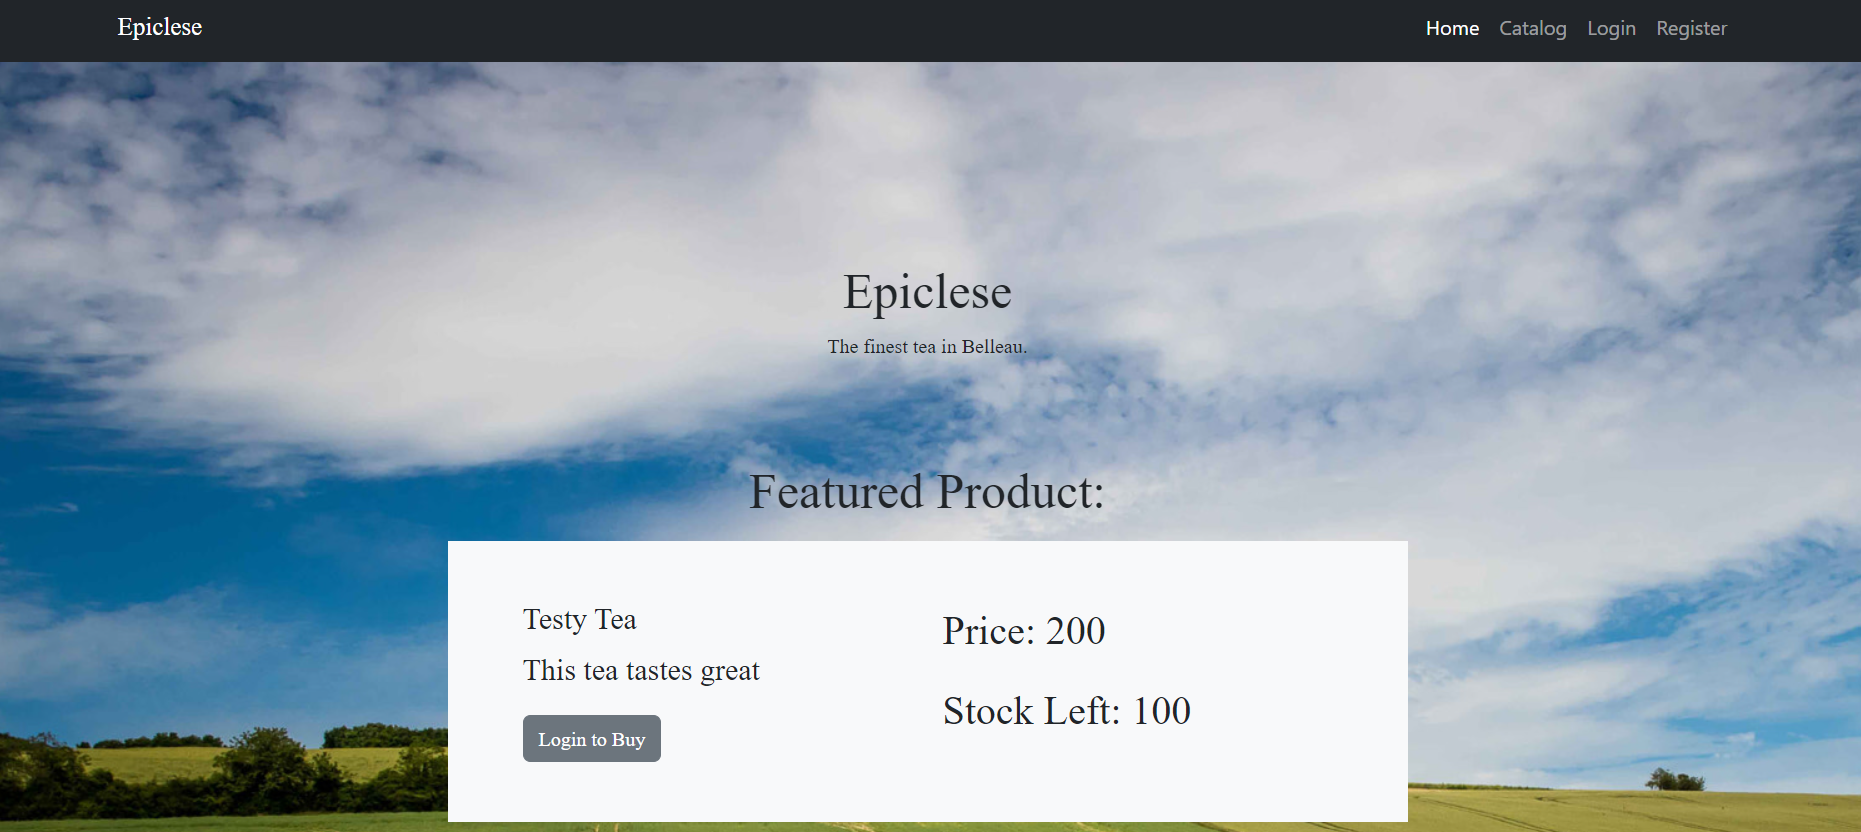 Epiclese
Home Catalog Login Register
Epiclese
The finest tea in Belleau.
Featured Product:
Testy Tea
This tea tastes great
Login to Buy
Price: 200
Stock Left: 100